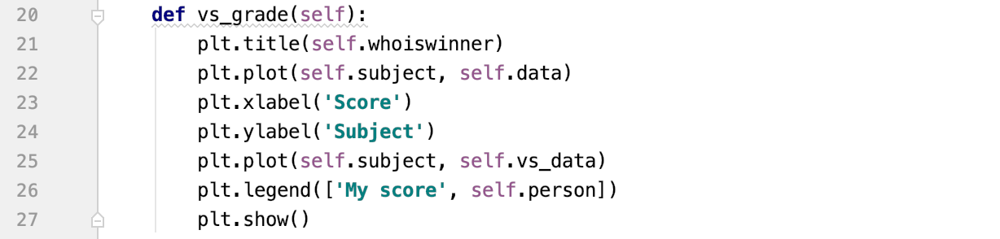 20 def vs_grade(self):
21 plt.title(self.whoiswinner)
22 plt.plot(self.subject, self.data)
23 plt.xlabel('Score')
24 plt.ylabel('Subject')
25 plt.plot(self.subject, self.vs_data)
26 plt.legend(['My score', self.person])
27 plt.show()